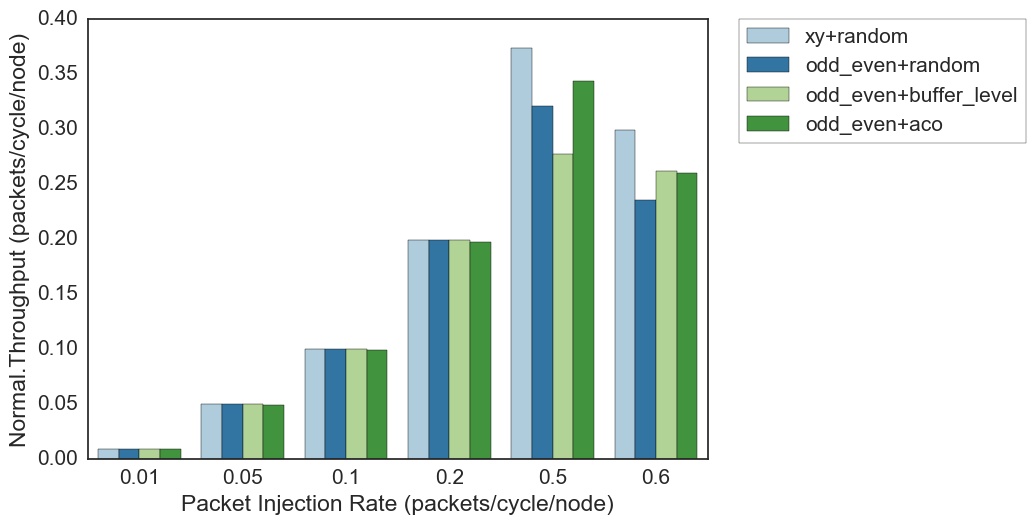 0.40
0.35
0.30
0.25
0.20
0.15
0.10
0.05
0.00
Normal.Throughput (packets/cycle/node)
0.01 0.05 0.1 0.2 0.5 0.6
Packet Injection Rate (packets/cycle/node)
xy+random
odd_even+random
odd_even+buffer_level
odd_even+aco